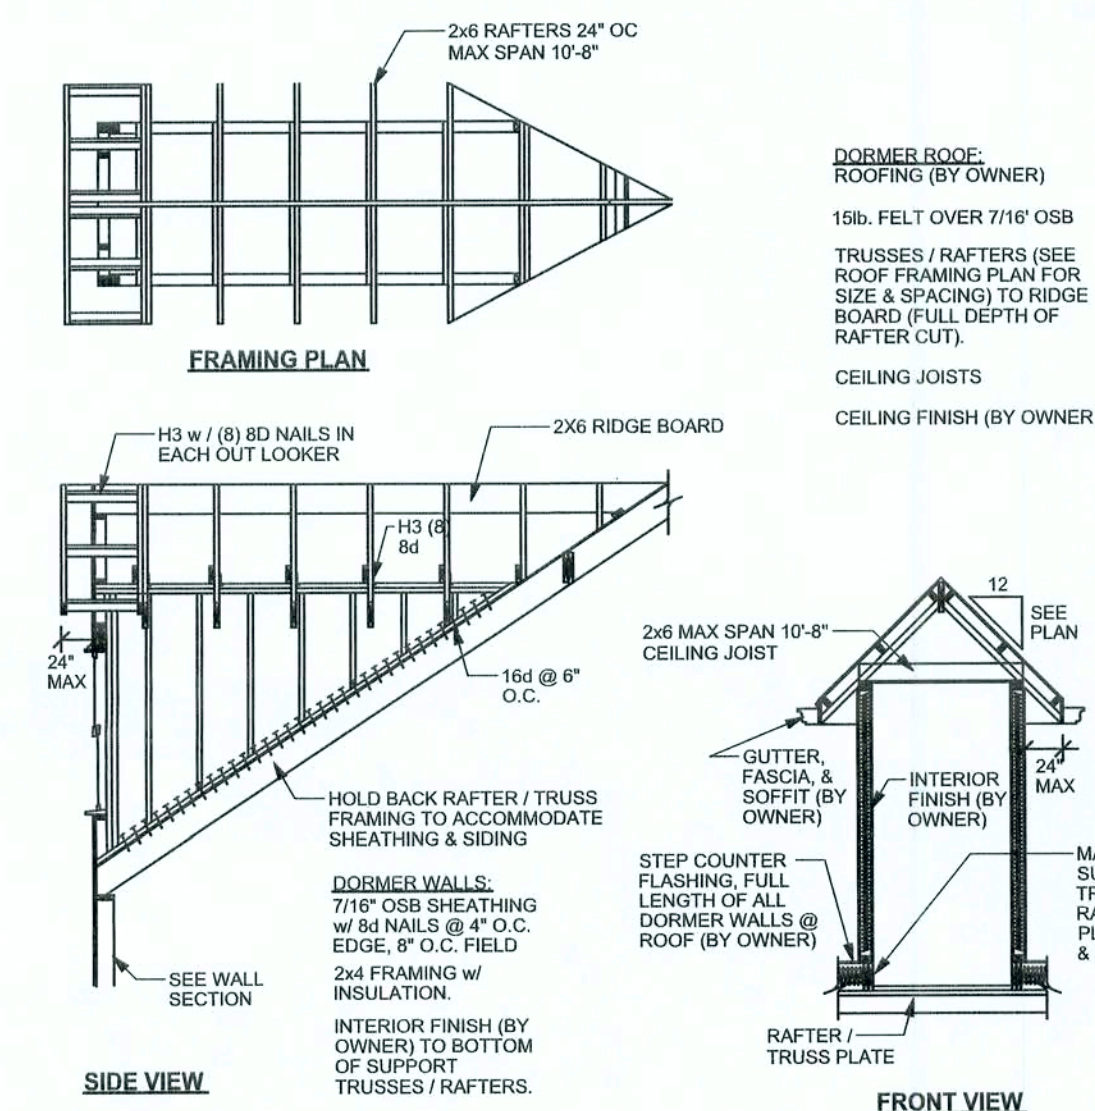 2x6 RAFTERS 24" OC
MAX SPAN 10'-8"
FRAMING PLAN
DORMER ROOF:
ROOFING (BY OWNER)
15lb. FELT OVER 7/16' OSB
TRUSSES / RAFTERS (SEE
ROOF FRAMING PLAN FOR
SIZE & SPACING) TO RIDGE
BOARD (FULL DEPTH OF
RAFTER CUT).
CEILING JOISTS
CEILING FINISH (BY OWNER
H3 w / (8) 8D NAILS IN
EACH OUT LOOKER
2X6 RIDGE BOARD
H3 (8)
8d
24"
MAX
16d @ 6"
O.C.
HOLD BACK RAFTER / TRUSS
FRAMING TO ACCOMMODATE
SHEATHING & SIDING
DORMER WALLS:
7/16" OSB SHEATHING
w/ 8d NAILS @ 4" O.C.
EDGE, 8" O.C. FIELD
2x4 FRAMING w/
INSULATION.
INTERIOR FINISH (BY
OWNER) TO BOTTOM
OF SUPPORT
TRUSSES / RAFTERS.
SEE WALL
SECTION
SIDE VIEW
12
SEE
PLAN
2x6 MAX SPAN 10'-8"
CEILING JOIST
GUTTER,
FASCIA, &
SOFFIT (BY
OWNER)
INTERIOR
FINISH (BY
OWNER)
24"
MAX
STEP COUNTER
FLASHING, FULL
LENGTH OF ALL
DORMER WALLS @
ROOF (BY OWNER)
RAFTER /
TRUSS PLATE
&
FRONT VIEW